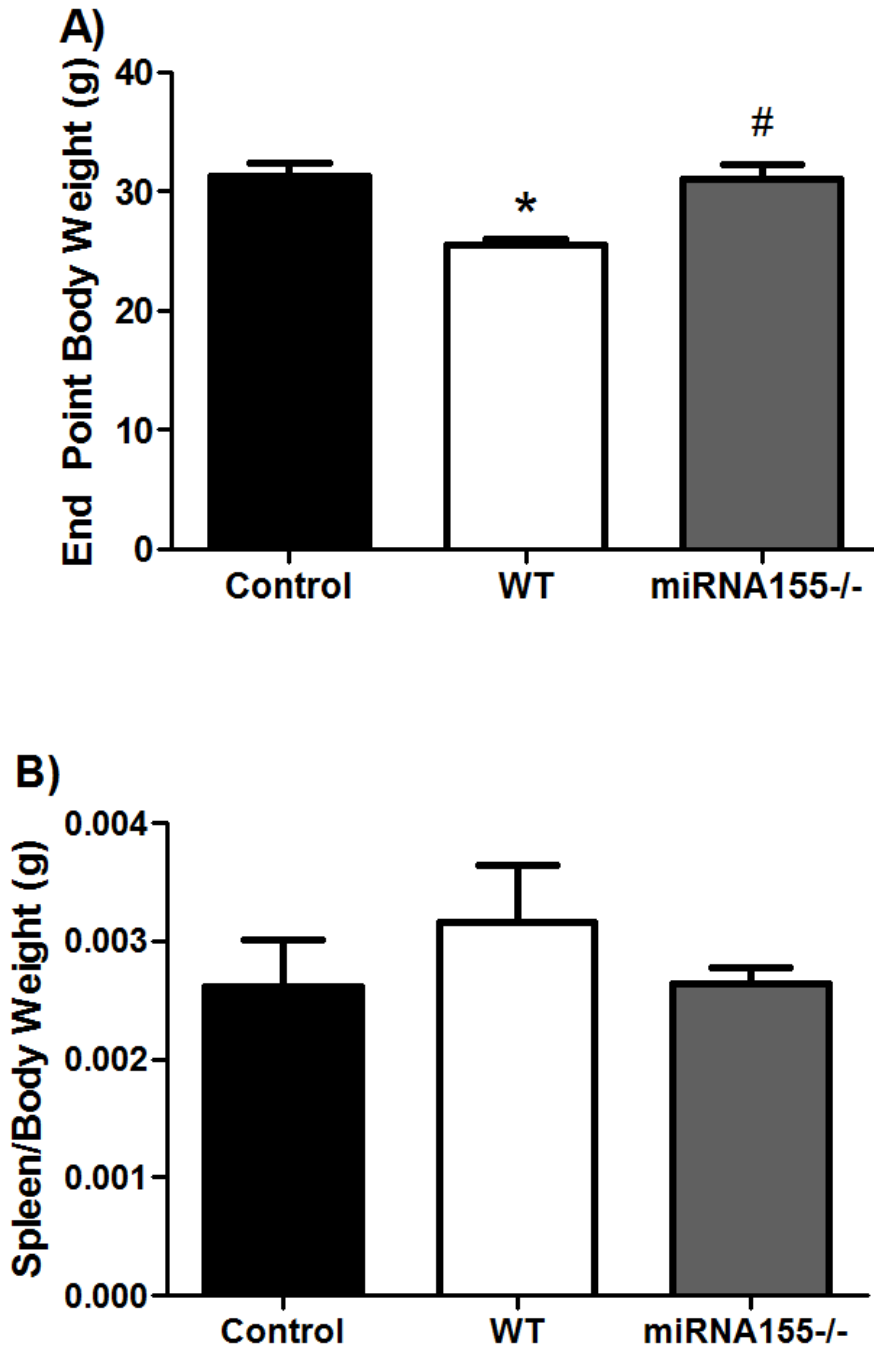 A)
End Point Body Weight (g)
40
30
20
10
0
*
#
Control WT miRNA155-/-
B)
Spleen/Body Weight (g)
0.004
0.003
0.002
0.001
0.000
Control WT miRNA155-/-